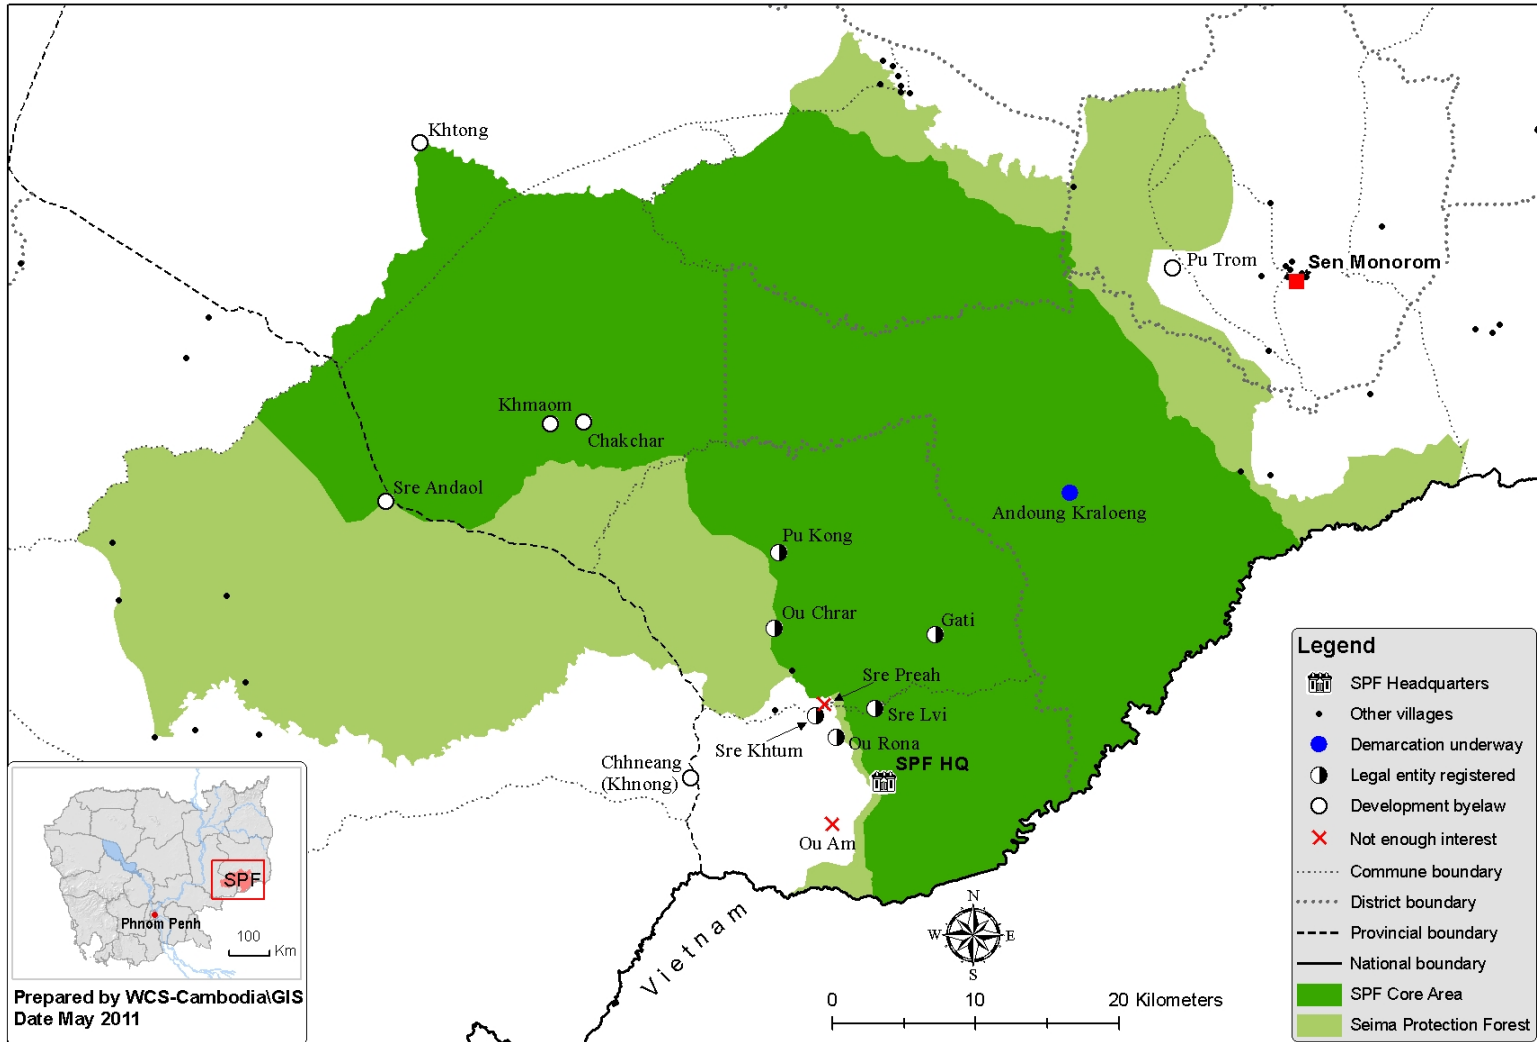 Khtong
Pu Trom
Sen Monorom
Khmaom
Chakchar
Sre Andaol
Andoung Kraloeng
Pu Kong
Ou Chrar
Gati
Sre Preah
Sre Lvi
Sre Khtum
Ou Rona
SPF HQ
Chhneang
(Khnong)
Ou Am
Vietnam
N
W
E
S
0
10
20 Kilometers
SPF
Phnom Penh
100
Km
Prepared by WCS-Cambodia\GIS
Date May 2011
Legend
SPF Headquarters
Other villages
Demarcation underway
Legal entity registered
Development byelaw
Not enough interest
Commune boundary
District boundary
Provincial boundary
National boundary
SPF Core Area
Seima Protection Forest